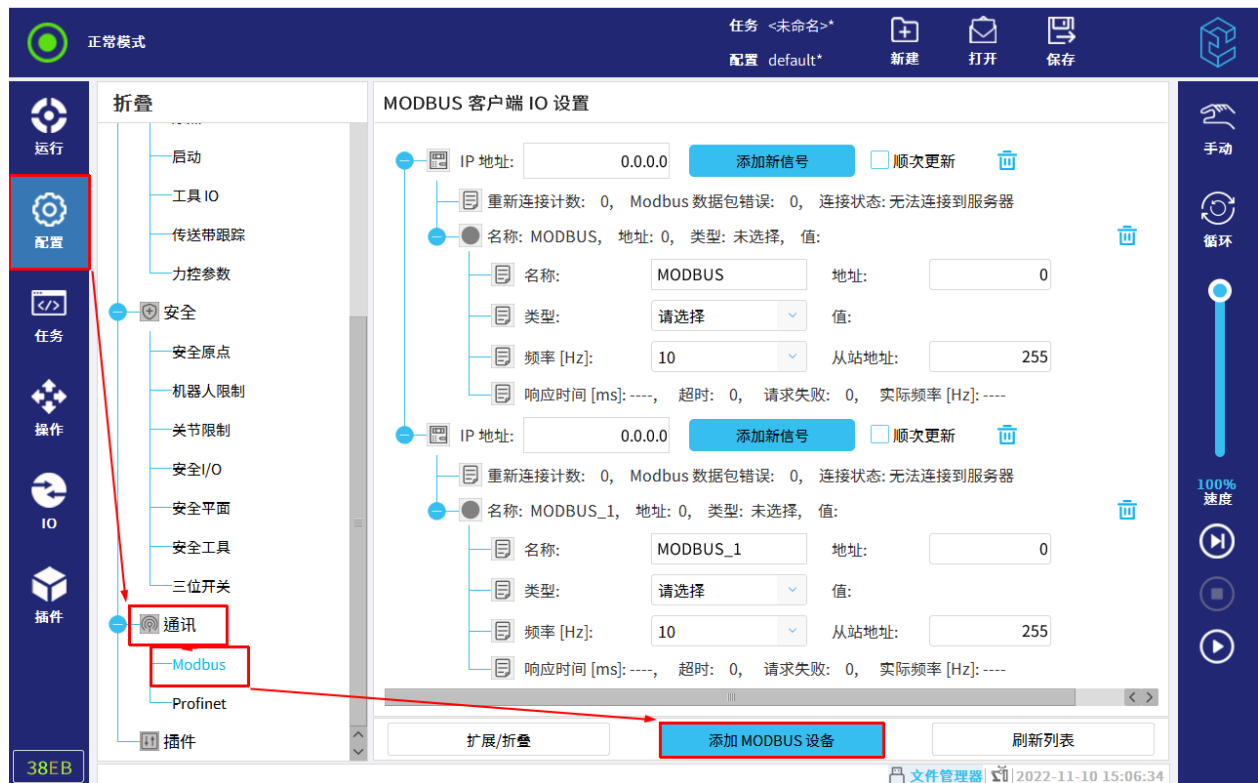 正常模式
任务 <未命名>*
配置 default*
新建
打开
保存
运行
配置
任务
操作
IO
插件
38EB
折叠
启动
工具 IO
传送带跟踪
力控参数
安全
安全原点
机器人限制
关节限制
安全I/O
安全平面
安全工具
三位开关
通讯
Modbus
Profinet
插件
MODBUS 客户端 IO 设置
IP 地址: 0.0.0.0 添加新信号 顺次更新
重新连接计数: 0, Modbus 数据包错误: 0, 连接状态: 无法连接到服务器
名称: MODBUS, 地址: 0, 类型: 未选择, 值:
名称: MODBUS 地址: 0
类型: 请选择 值:
频率 [Hz]: 10 从站地址: 255
响应时间 [ms]: ----, 超时: 0, 请求失败: 0, 实际频率 [Hz]: ----
IP 地址: 0.0.0.0 添加新信号 顺次更新
重新连接计数: 0, Modbus 数据包错误: 0, 连接状态: 无法连接到服务器
名称: MODBUS_1, 地址: 0, 类型: 未选择, 值:
名称: MODBUS_1 地址: 0
类型: 请选择 值:
频率 [Hz]: 10 从站地址: 255
响应时间 [ms]: ----, 超时: 0, 请求失败: 0, 实际频率 [Hz]: ----
扩展/折叠 添加 MODBUS 设备 刷新列表
手动
循环
100%
速度
文件管理器 2022-11-10 15:06:34